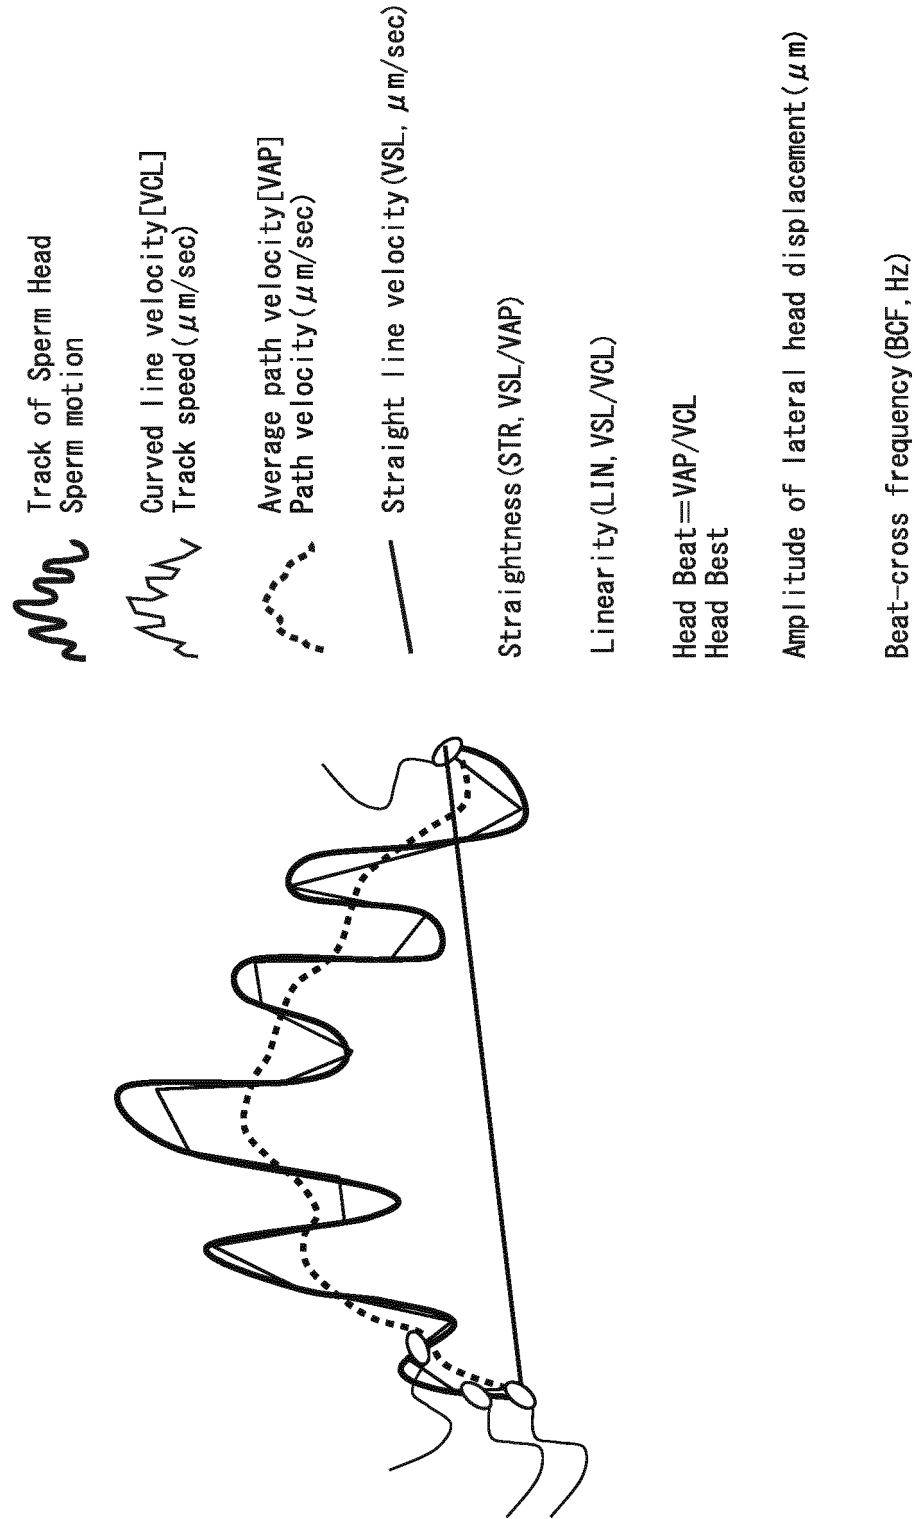 Track of Sperm Head
Sperm motion
Curved line velocity[VCL]
Track speed(μm/sec)
Average path velocity[VAP]
Path velocity(μm/sec)
Straight line velocity(VSL, μm/sec)
Straightness(STR, VSL/VAP)
Linearity(LIN, VSL/VCL)
Head Beat=VAP/VCL
Head Best
Amplitude of lateral head displacement(μm)
Beat-cross frequency(BCF, Hz)